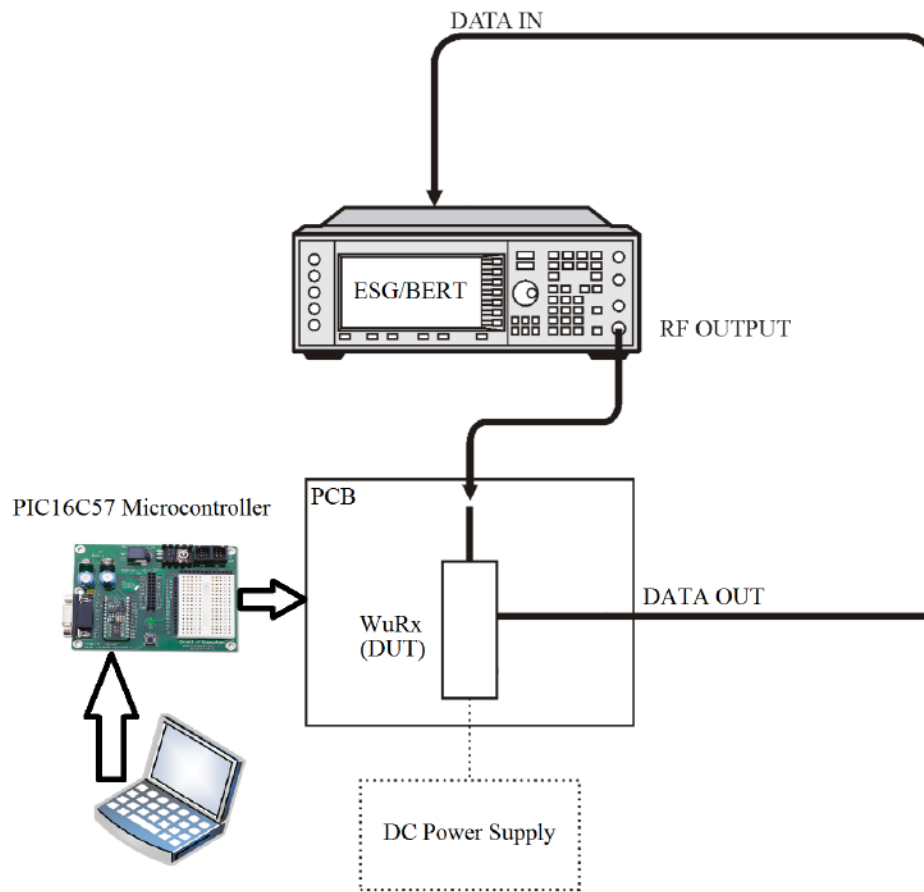 DATA IN
ESG/BERT
RF OUTPUT
PCB
PIC16C57 Microcontroller
DATA OUT
WuRx
(DUT)
DC Power Supply